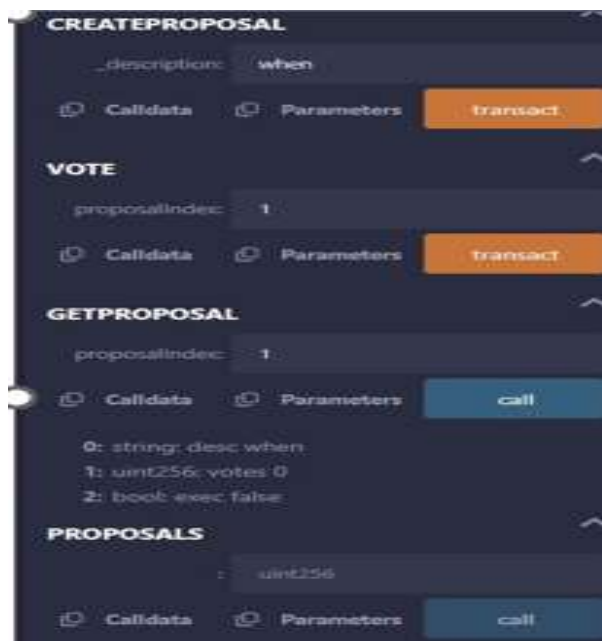 CREATEPROPOSAL
_description: when
Calldata Parameters transact
VOTE
proposalIndex: 1
Calldata Parameters transact
GETPROPOSAL
proposalIndex: 1
Calldata Parameters call
0: string: desc when
1: uint256: votes 0
2: bool: exec false
PROPOSALS
: uint256
Calldata Parameters call